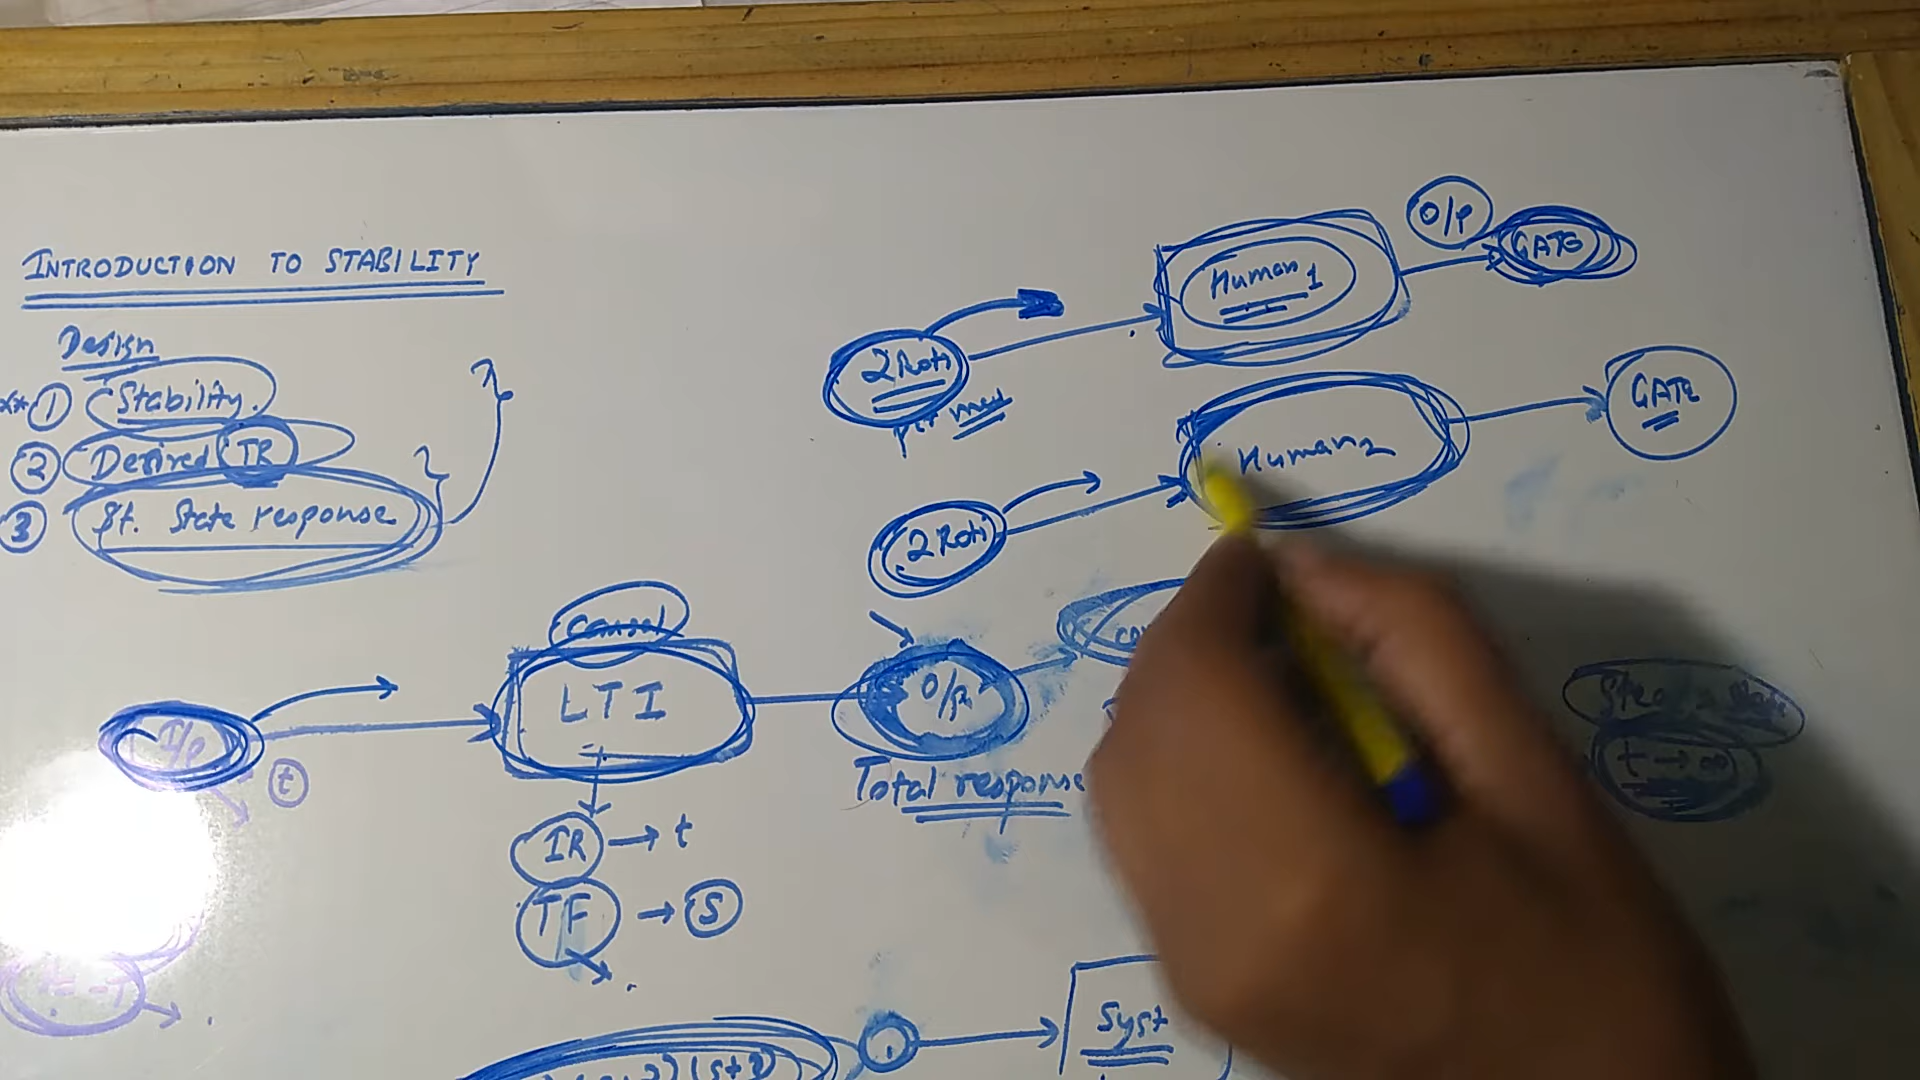 INTRODUCTION TO STABILITY
Design
** ① Stability.
② Desired TR
③ St. State response
2 Roti
per meal
Human 1
O/P
GATE
2 Roti
Human 2
GATE
I/P
t
causal
LTI
O/P
Total response
t → ∞
IR → t
TF → S
Syst